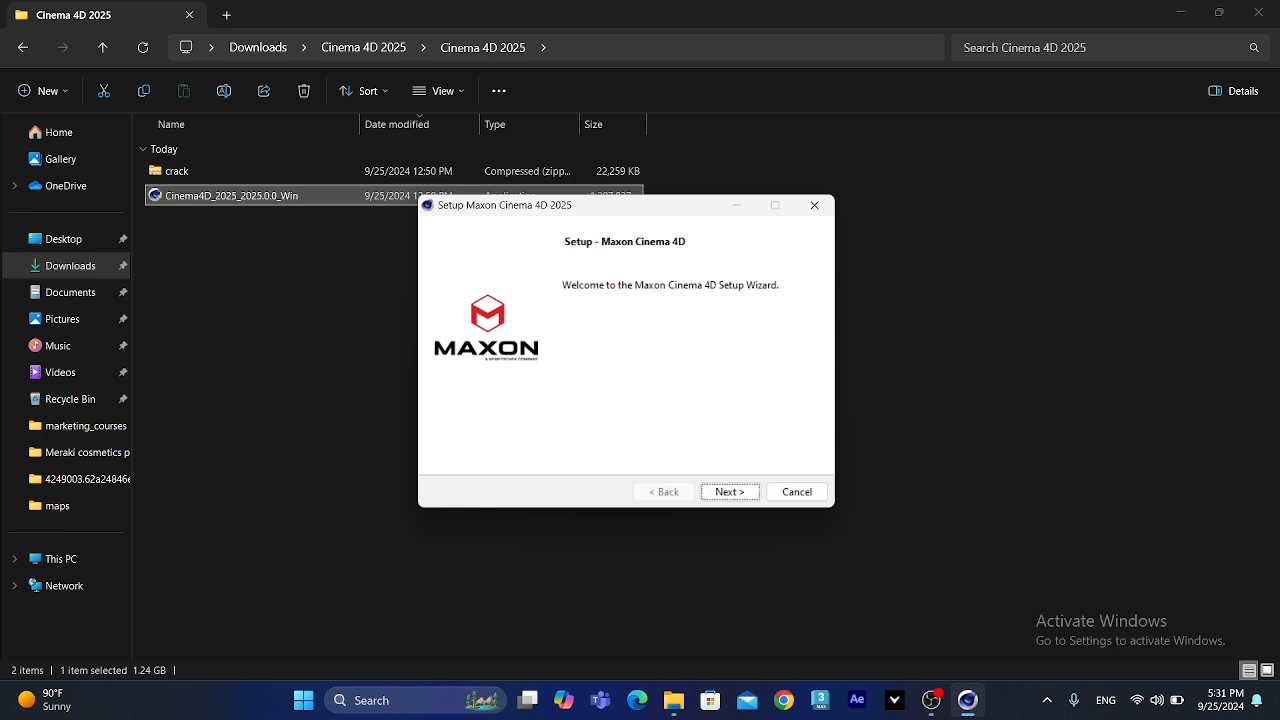 Cinema 4D 2025
Downloads > Cinema 4D 2025 > Cinema 4D 2025 >
Search Cinema 4D 2025
New
Sort
View
Details
Name
Date modified
Type
Size
Today
crack
9/25/2024 12:50 PM
Compressed (zipp...
22,259 KB
Cinema4D_2025_2025.0.0_Win
9/25/2024
Home
Gallery
OneDrive
Desktop
Downloads
Documents
Pictures
Music
Videos
Recycle Bin
marketing_courses
Meraki cosmetics p
This PC
Network
Setup Maxon Cinema 4D 2025
Setup - Maxon Cinema 4D
Welcome to the Maxon Cinema 4D Setup Wizard.
MAXON
A NEMETSCHEK COMPANY
< Back
Next >
Cancel
Activate Windows
Go to Settings to activate Windows.
2 items
1 item selected 1.24 GB
90°F
Sunny
Search
3
MAX
Ae
ENG
5:31 PM
9/25/2024